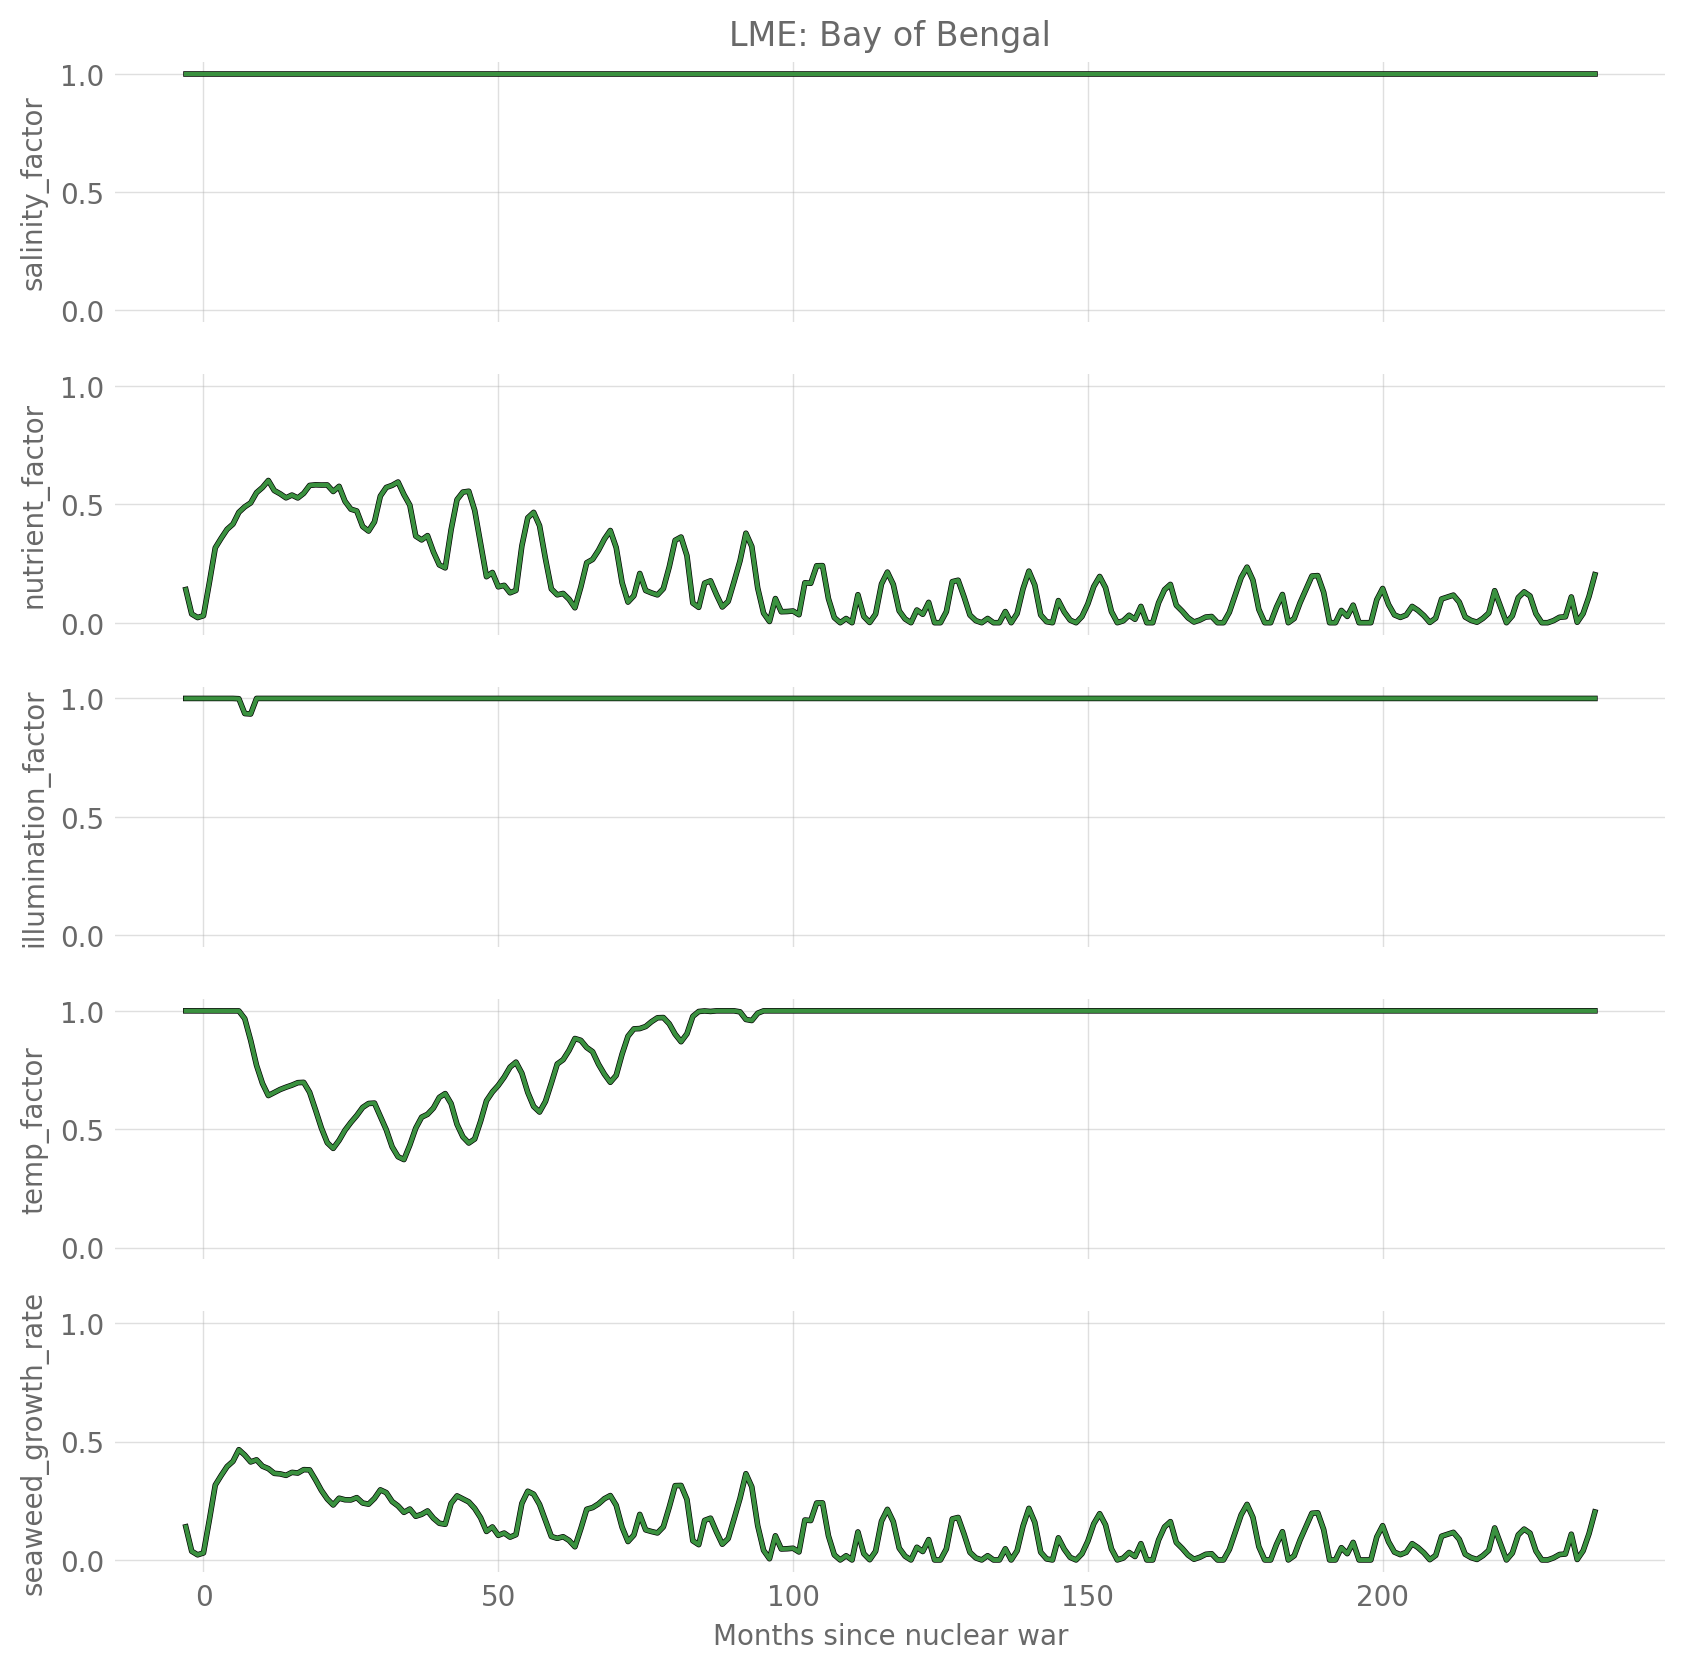 LME: Bay of Bengal
1.0
0.5
0.0
salinity_factor
1.0
0.5
0.0
nutrient_factor
1.0
0.5
0.0
illumination_factor
1.0
0.5
0.0
temp_factor
1.0
0.5
0.0
seaweed_growth_rate
0 50 100 150 200
Months since nuclear war